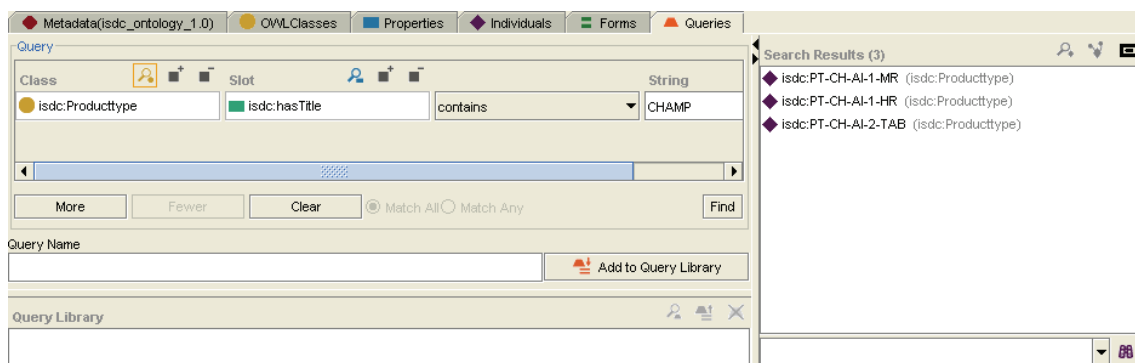 Metadata(isdc_ontology_1.0) OWLClasses Properties Individuals Forms Queries
Query
Class Slot String
isdc:Producttype isdc:hasTitle contains CHAMP
More Fewer Clear Match All Match Any Find
Query Name
Add to Query Library
Query Library
Search Results (3)
isdc:PT-CH-AI-1-MR (isdc:Producttype)
isdc:PT-CH-AI-1-HR (isdc:Producttype)
isdc:PT-CH-AI-2-TAB (isdc:Producttype)